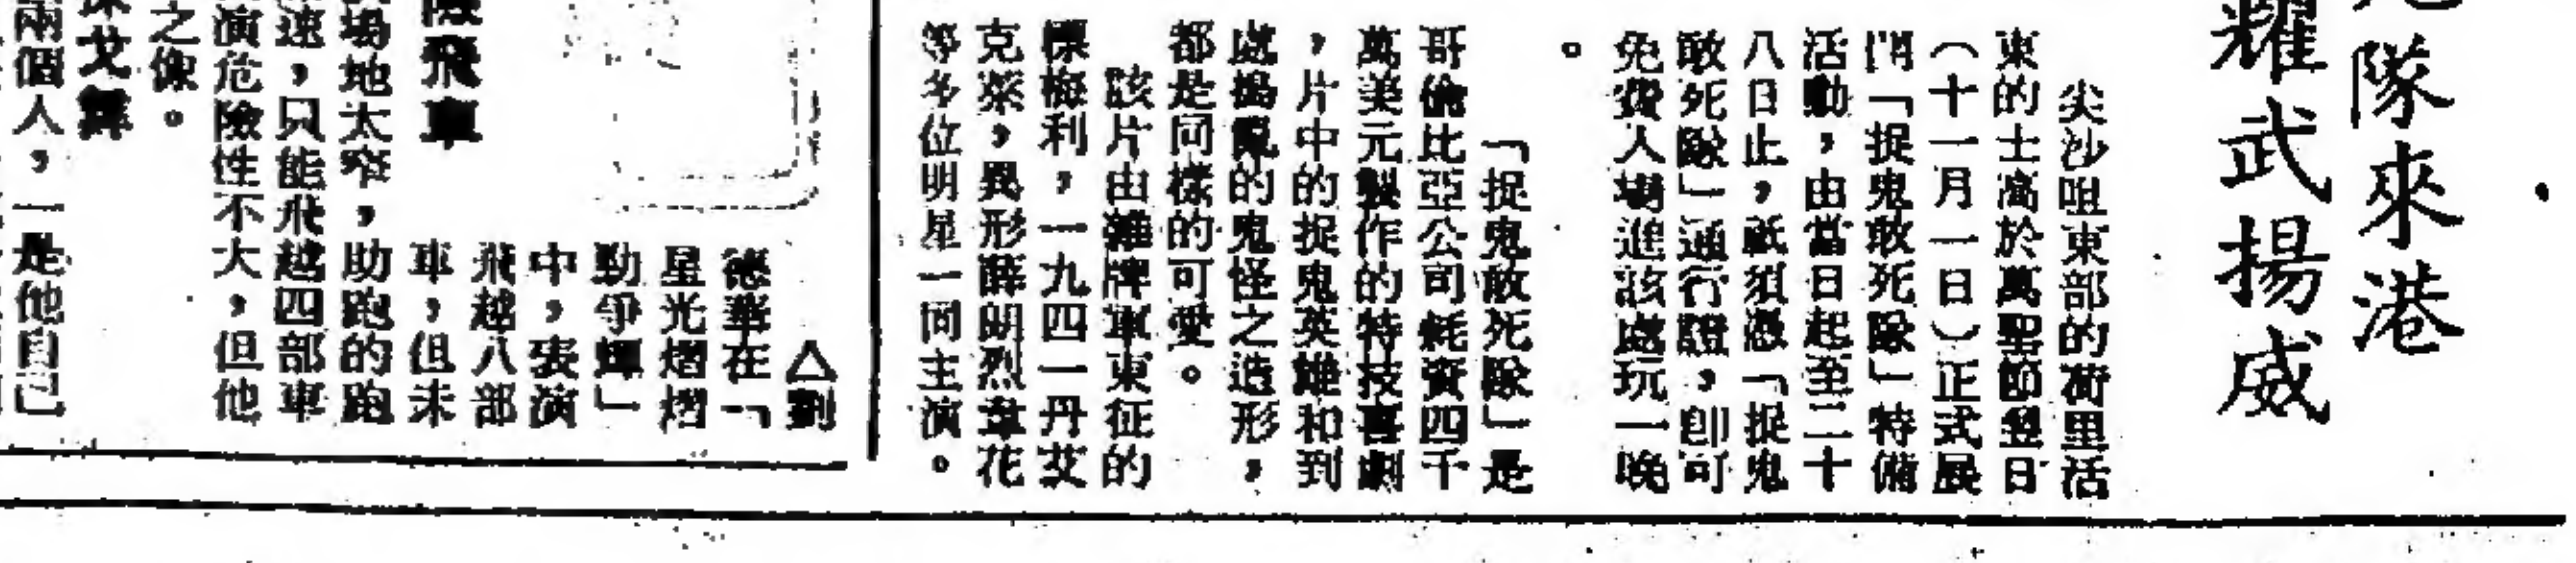 隊來港
耀武揚威
尖沙咀東部的荷里活
東的士高於萬聖節翌日
（十一月一日）正式展
開「捉鬼敢死隊」特備
活動，由當日起至二十
八日止，祇須憑「捉鬼
敢死隊」通行證，即可
免費入場進該處玩一晚
。
「捉鬼敢死隊」是
哥倫比亞公司耗資四千
萬美元製作的特技喜劇
，片中的捉鬼英雄和到
處搗亂的鬼怪之造形，
都是同樣的可愛。
該片由雜牌軍東征的
標梅利，一九四一丹艾
克萊，異形薛明烈韋花
等多位明星一同主演。
險飛車
△劉
德華在「
星光熠熠
勁爭輝」
中，表演
飛越八部
車，但未
場地太窄，助跑的跑
速，只能飛越四部車
演危險性不大，但他
之傑。
戈舞
兩個人，一是他自己